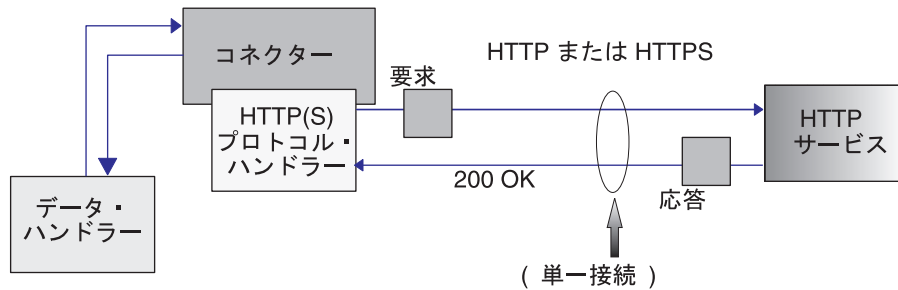 コネクター
HTTP または HTTPS
要求
HTTP(S)
プロトコル・
ハンドラー
HTTP
サービス
200 OK
データ・
ハンドラー
応答
( 単一接続 )